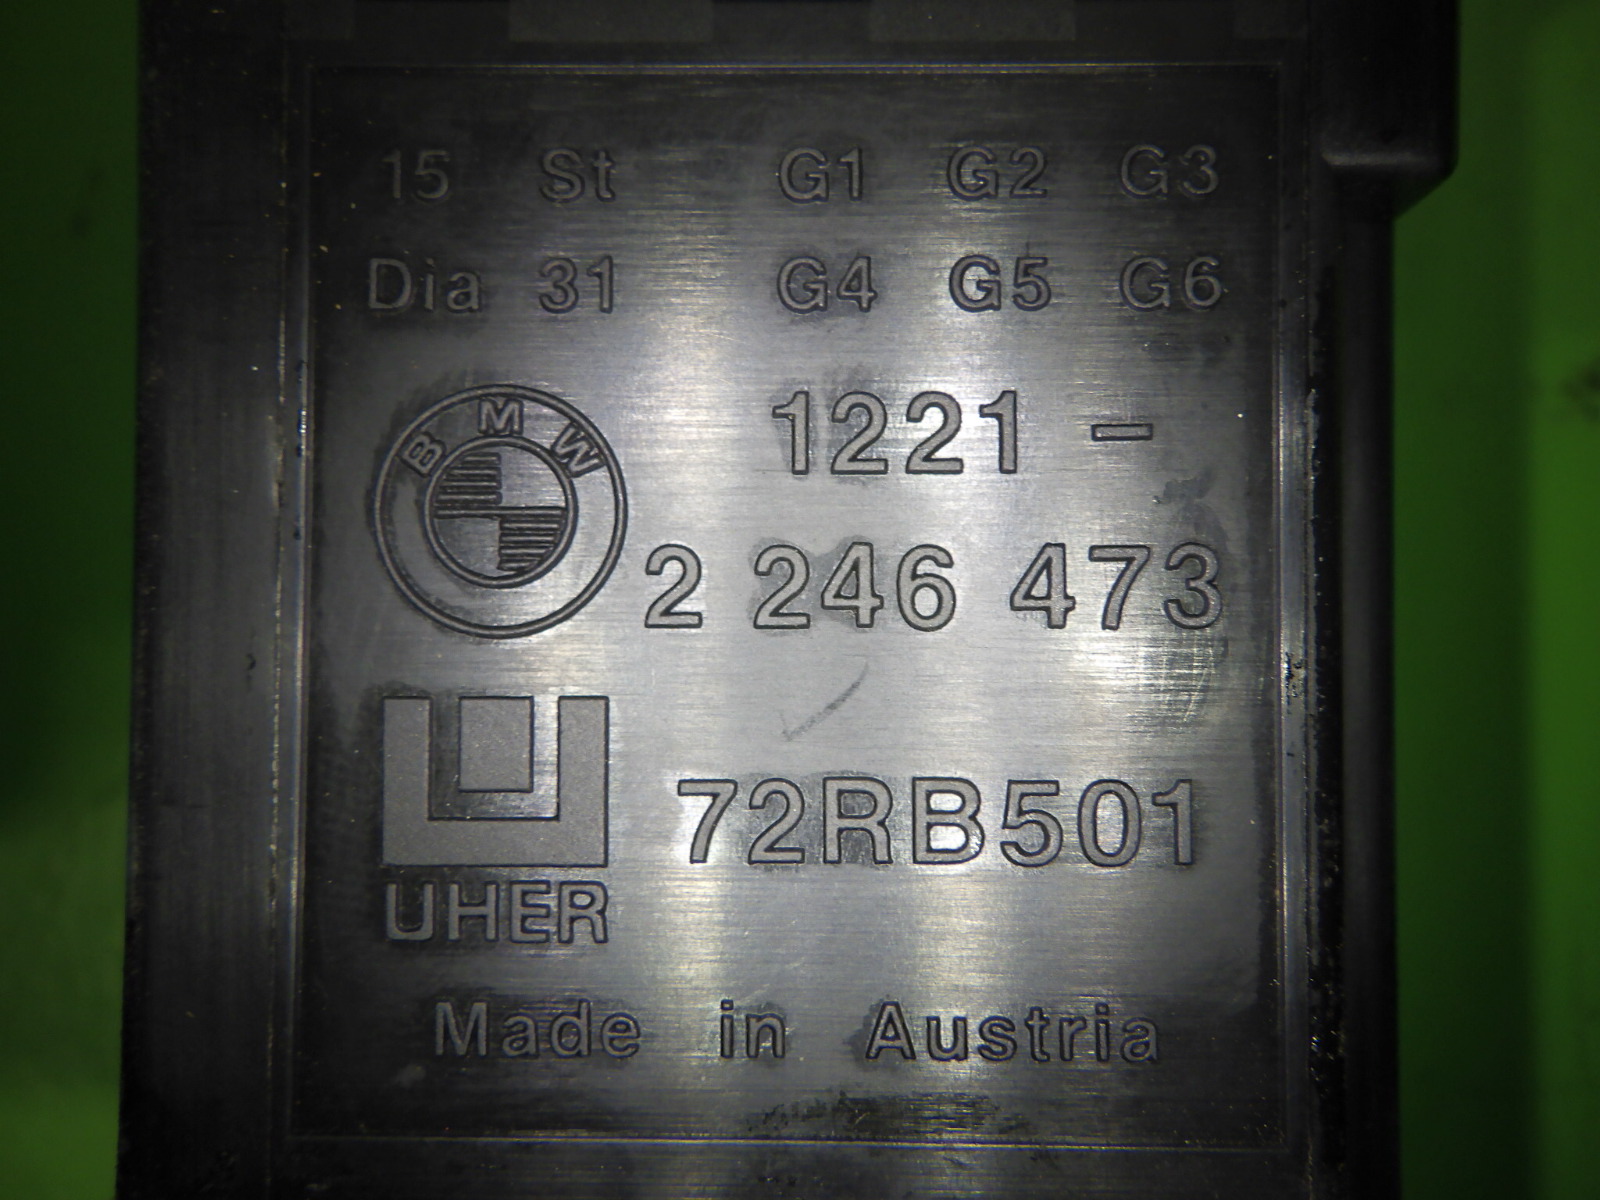 15 St G1 G2 G3
Dia 31 G4 G5 G6
BMW
1221 -
2 246 473
72RB501
UHER
Made in Austria